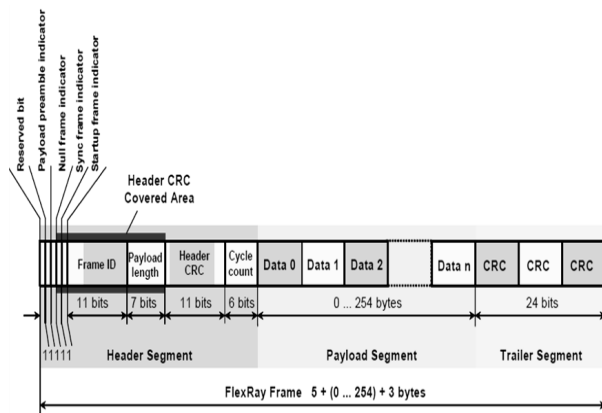 Reserved bit
Payload preamble indicator
Null frame indicator
Sync frame indicator
Startup frame indicator
Header CRC
Covered Area
Frame ID
Payload length
Header CRC
Cycle count
Data 0
Data 1
Data 2
Data n
CRC
CRC
CRC
11 bits
7 bits
11 bits
6 bits
0 ... 254 bytes
24 bits
11111
Header Segment
Payload Segment
Trailer Segment
FlexRay Frame 5 + (0 ... 254) + 3 bytes